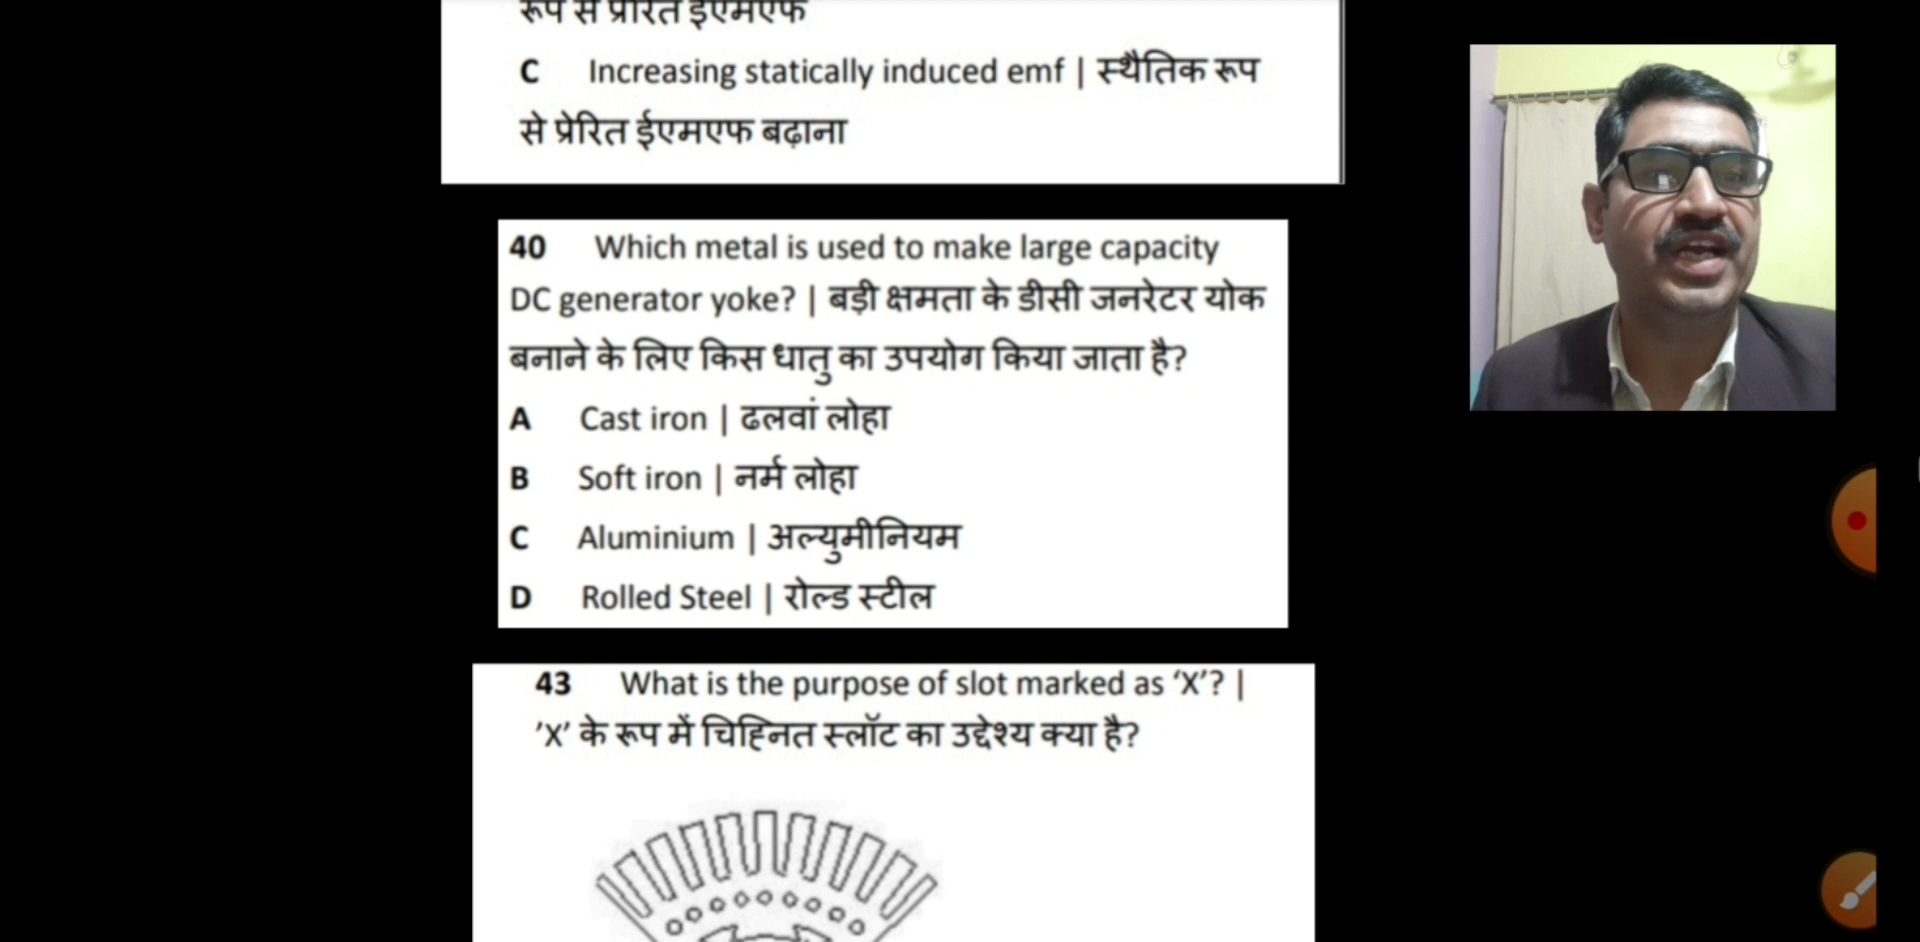 रूप से प्रेरित ईएमएफ
C Increasing statically induced emf | स्थैतिक रूप
से प्रेरित ईएमएफ बढ़ाना
40 Which metal is used to make large capacity
DC generator yoke? | बड़ी क्षमता के डीसी जनरेटर योक
बनाने के लिए किस धातु का उपयोग किया जाता है?
A Cast iron | ढलवां लोहा
B Soft iron | नर्म लोहा
C Aluminium | अल्युमीनियम
D Rolled Steel | रोल्ड स्टील
43 What is the purpose of slot marked as ‘X’? |
’X’ के रूप में चिह्नित स्लॉट का उद्देश्य क्या है?